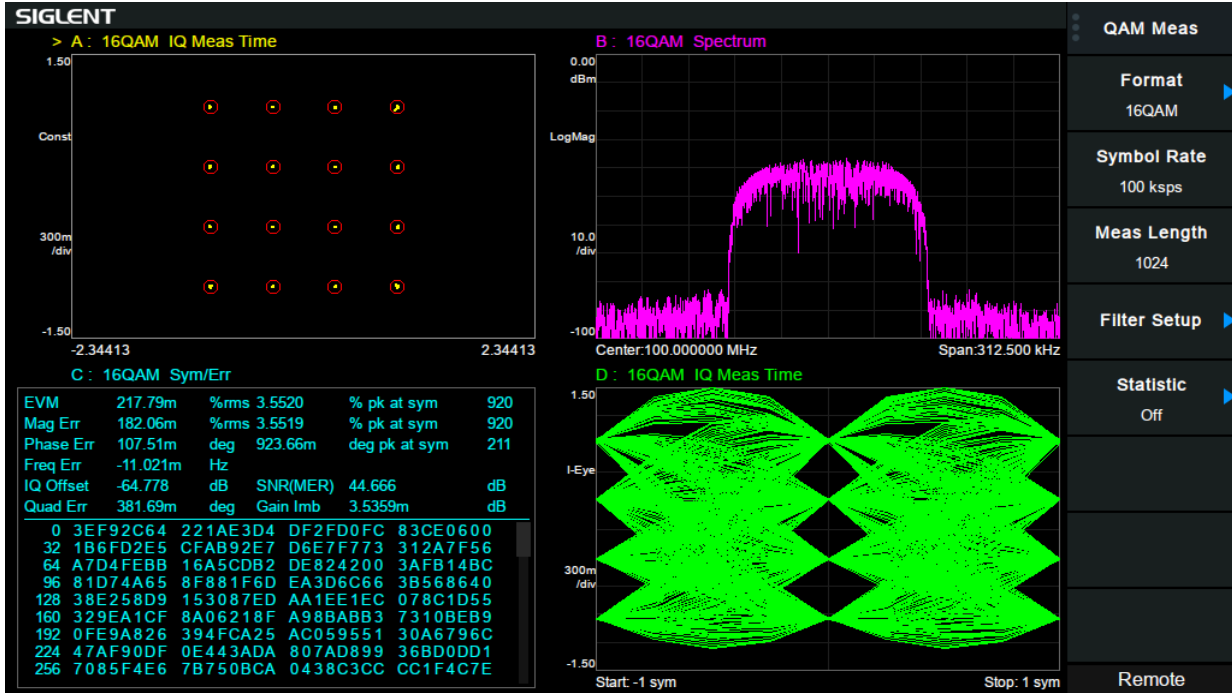 SIGLENT
> A : 16QAM IQ Meas Time
1.50
Const
300m
/div
-1.50
-2.34413
2.34413
B : 16QAM Spectrum
0.00
dBm
LogMag
10.0
/div
-100
Center:100.000000 MHz
Span:312.500 kHz
C : 16QAM Sym/Err
EVM 217.79m %rms 3.5520 % pk at sym 920
Mag Err 182.06m %rms 3.5519 % pk at sym 920
Phase Err 107.51m deg 923.66m deg pk at sym 211
Freq Err -11.021m Hz
IQ Offset -64.778 dB SNR(MER) 44.666 dB
Quad Err 381.69m deg Gain Imb 3.5359m dB
0 3EF92C64 221AE3D4 DF2FD0FC 83CE0600
32 1B6FD2E5 CFAB92E7 D6E7F773 312A7F56
64 A7D4FEBB 16A5CDB2 DE824200 3AFB14BC
96 81D74A65 8F881F6D EA3D6C66 3B568640
128 38E258D9 153087ED AA1EE1EC 078C1D55
160 329EA1CF 8A06218F A98BABB3 7310BEB9
192 0FE9A826 394FCA25 AC059551 30A6796C
224 47AF90DF 0E443ADA 807AD899 36BD0DD1
256 7085F4E6 7B750BCA 0438C3CC CC1F4C7E
D : 16QAM IQ Meas Time
1.50
I-Eye
300m
/div
-1.50
Start: -1 sym
Stop: 1 sym
QAM Meas
Format
16QAM
Symbol Rate
100 ksps
Meas Length
1024
Filter Setup
Statistic
Off
Remote